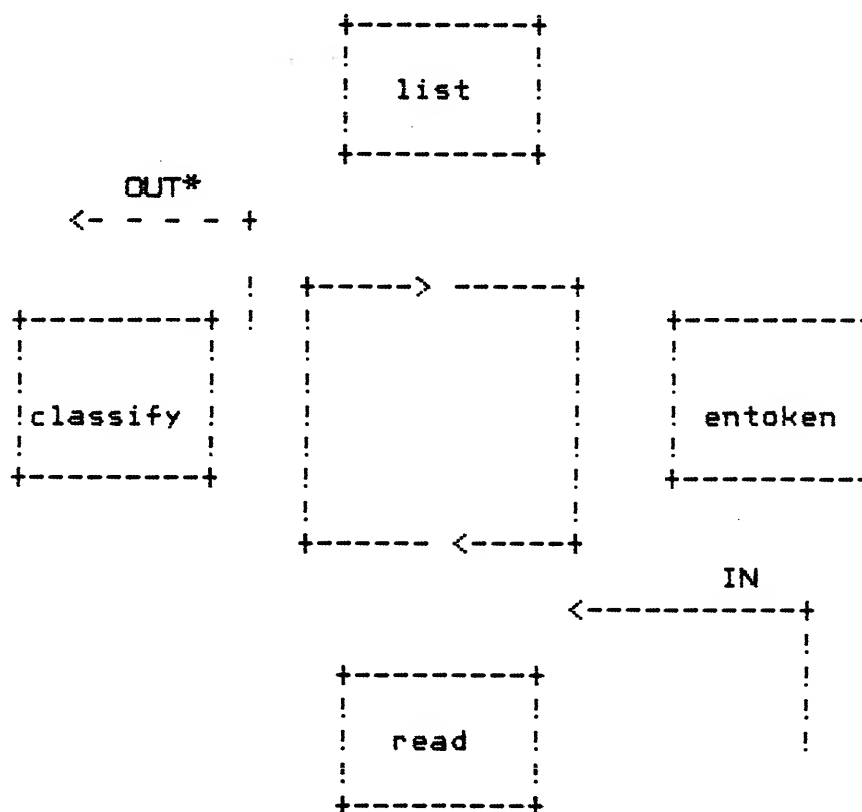 list
OUT*
classify
entoken
IN
read